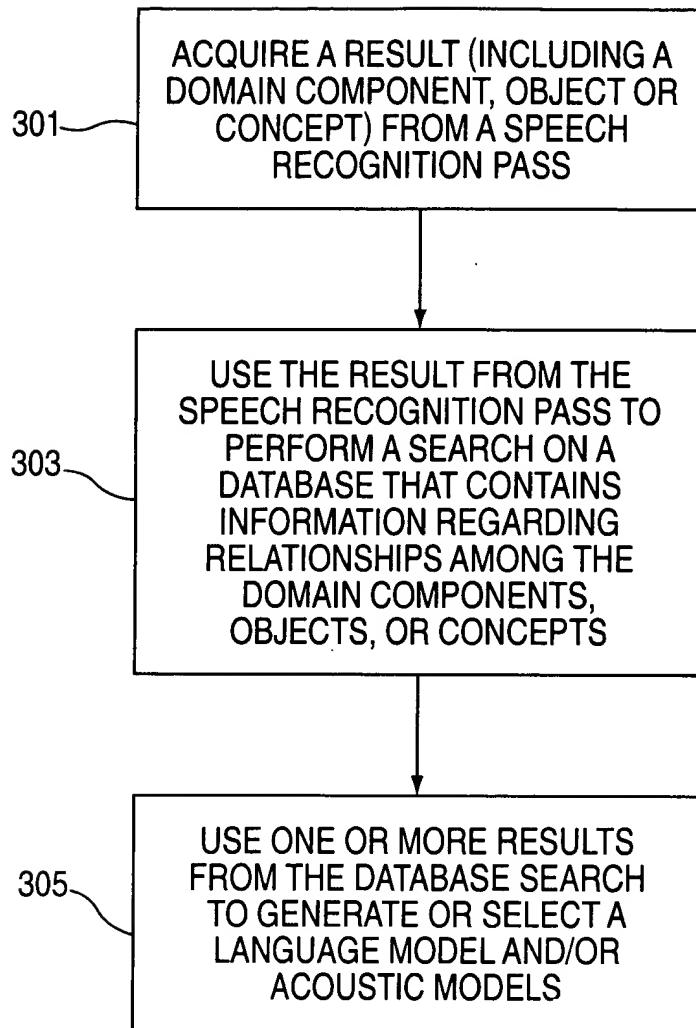 ACQUIRE A RESULT (INCLUDING A
DOMAIN COMPONENT, OBJECT OR
CONCEPT) FROM A SPEECH
RECOGNITION PASS
301
USE THE RESULT FROM THE
SPEECH RECOGNITION PASS TO
PERFORM A SEARCH ON A
DATABASE THAT CONTAINS
INFORMATION REGARDING
RELATIONSHIPS AMONG THE
DOMAIN COMPONENTS,
OBJECTS, OR CONCEPTS
303
USE ONE OR MORE RESULTS
FROM THE DATABASE SEARCH
TO GENERATE OR SELECT A
LANGUAGE MODEL AND/OR
ACOUSTIC MODELS
305